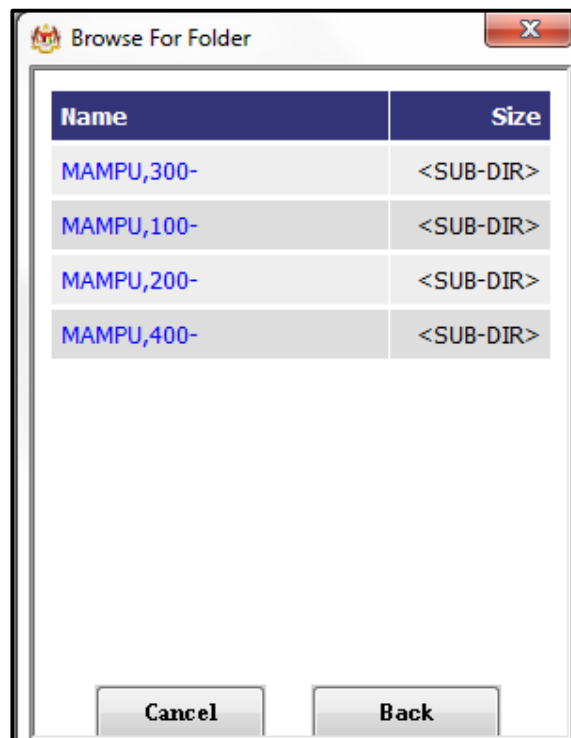 Browse For Folder
X
Name Size
MAMPU,300- <SUB-DIR>
MAMPU,100- <SUB-DIR>
MAMPU,200- <SUB-DIR>
MAMPU,400- <SUB-DIR>
Cancel Back